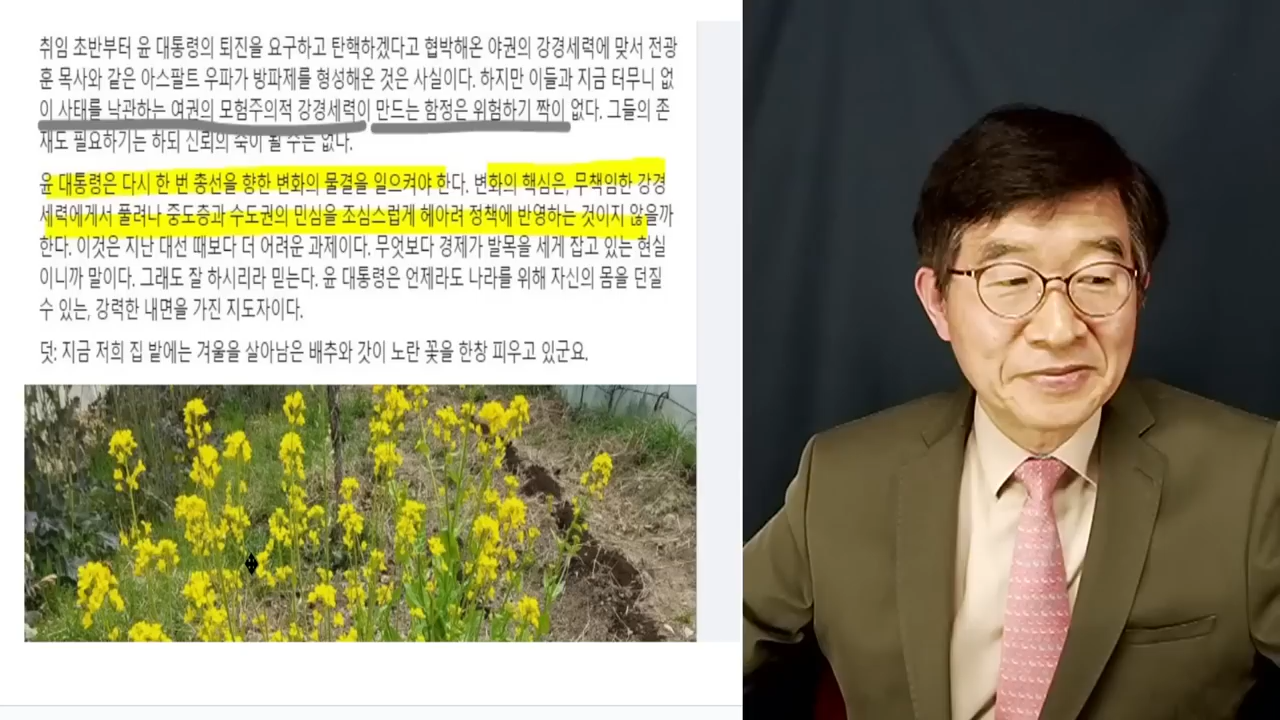 취임 초반부터 윤 대통령의 퇴진을 요구하고 탄핵하겠다고 협박해온 야권의 강경세력에 맞서 전광
훈 목사와 같은 아스팔트 우파가 방파제를 형성해온 것은 사실이다. 하지만 이들과 지금 터무니 없
이 사태를 낙관하는 여권의 모험주의적 강경세력이 만드는 함정은 위험하기 짝이 없다. 그들의 존
재도 필요하기는 하되 신뢰의 축이 될 수는 없다.
윤 대통령은 다시 한 번 총선을 향한 변화의 물결을 일으켜야 한다. 변화의 핵심은, 무책임한 강경
세력에게서 풀려나 중도층과 수도권의 민심을 조심스럽게 헤아려 정책에 반영하는 것이지 않을까
한다. 이것은 지난 대선 때보다 더 어려운 과제이다. 무엇보다 경제가 발목을 세게 잡고 있는 현실
이니까 말이다. 그래도 잘 하시리라 믿는다. 윤 대통령은 언제라도 나라를 위해 자신의 몸을 던질
수 있는, 강력한 내면을 가진 지도자이다.
덧: 지금 저희 집 밭에는 겨울을 살아남은 배추와 갓이 노란 꽃을 한창 피우고 있군요.